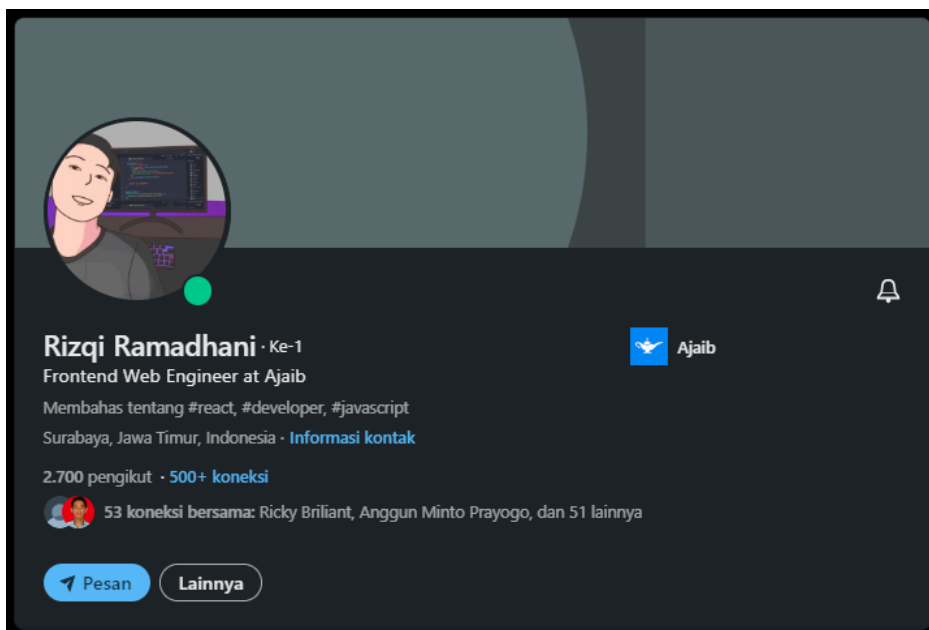 Rizqi Ramadhani · Ke-1
Ajaib
Frontend Web Engineer at Ajaib
Membahas tentang #react, #developer, #javascript
Surabaya, Jawa Timur, Indonesia · Informasi kontak
2.700 pengikut · 500+ koneksi
53 koneksi bersama: Ricky Briliant, Anggun Minto Prayogo, dan 51 lainnya
Pesan
Lainnya